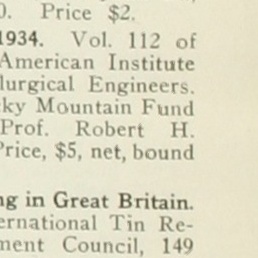 0. Price $2.
1934. Vol. 112 of
American Institute
lurgical Engineers.
ky Mountain Fund
Prof. Robert H.
Price, $5, net, bound
g in Great Britain.
ernational Tin Re-
ment Council, 149